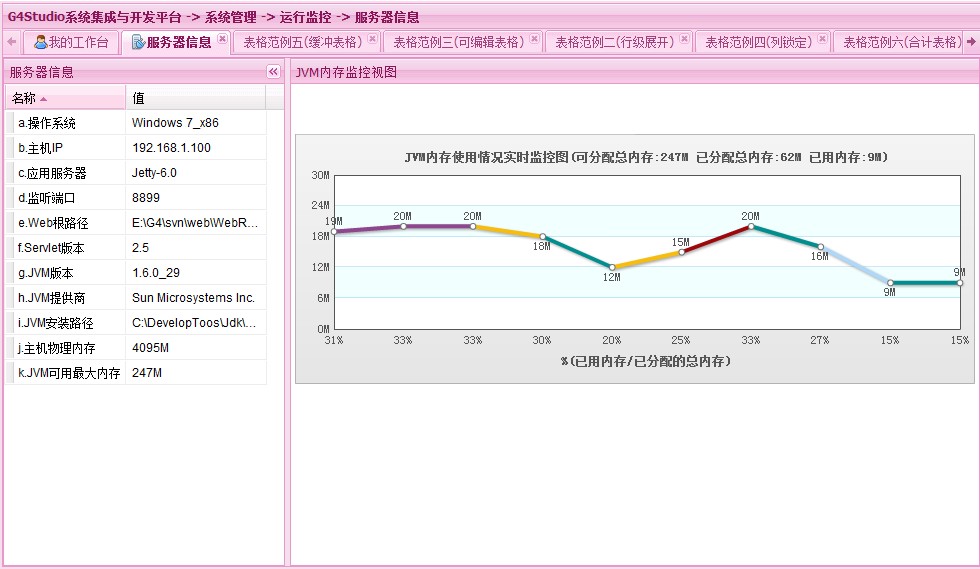 G4Studio系统集成与开发平台 -> 系统管理 -> 运行监控 -> 服务器信息
我的工作台 服务器信息 表格范例五(缓冲表格) 表格范例三(可编辑表格) 表格范例二(行级展开) 表格范例四(列锁定) 表格范例六(合计表格)
服务器信息
名称 值
a.操作系统 Windows 7_x86
b.主机IP 192.168.1.100
c.应用服务器 Jetty-6.0
d.监听端口 8899
e.Web根路径 E:\G4\svn\web\WebR...
f.Servlet版本 2.5
g.JVM版本 1.6.0_29
h.JVM提供商 Sun Microsystems Inc.
i.JVM安装路径 C:\DevelopToos\Jdk\...
j.主机物理内存 4095M
k.JVM可用最大内存 247M
JVM内存监控视图
JVM内存使用情况实时监控图(可分配总内存:247M 已分配总内存:62M 已用内存:9M)
30M
24M
18M
12M
6M
0M
19M 20M 20M 18M 12M 15M 20M 16M 9M 9M
31% 33% 33% 30% 20% 25% 33% 27% 15% 15%
%(已用内存/已分配的总内存)